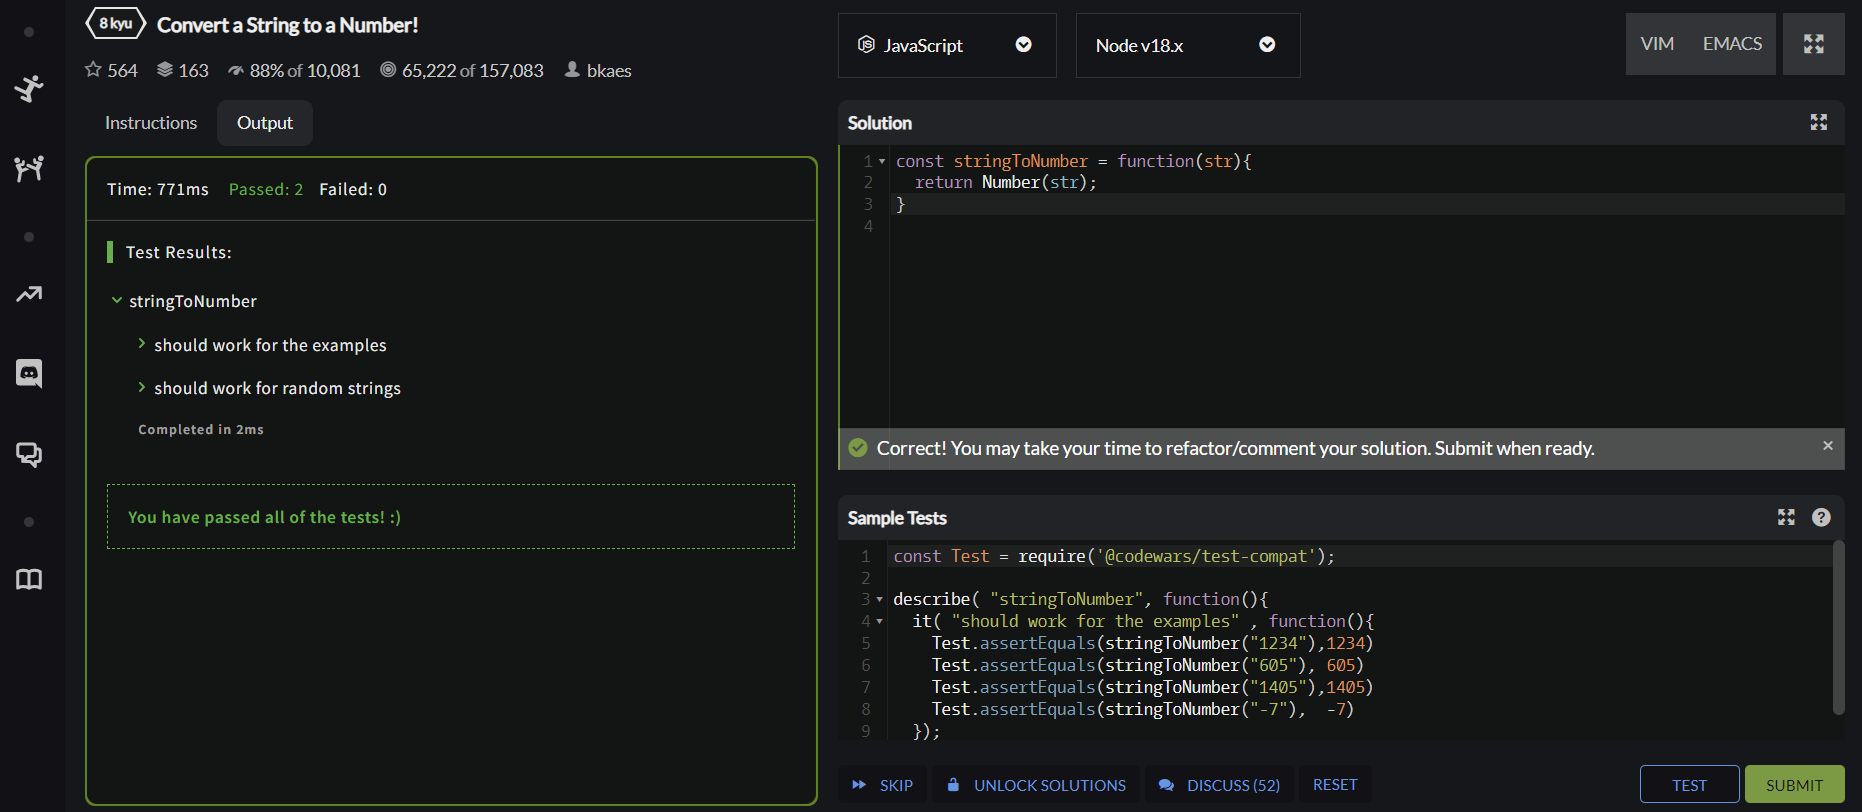 8 kyu Convert a String to a Number!
564 163 88% of 10,081 65,222 of 157,083 bkaes
Instructions Output
Time: 771ms Passed: 2 Failed: 0
Test Results:
stringToNumber
should work for the examples
should work for random strings
Completed in 2ms
You have passed all of the tests! :)
JavaScript Node v18.x VIM EMACS
Solution
1 const stringToNumber = function(str){
2 return Number(str);
3 }
4
Correct! You may take your time to refactor/comment your solution. Submit when ready. ×
Sample Tests ?
1 const Test = require('@codewars/test-compat');
2
3 describe( "stringToNumber", function(){
4 it( "should work for the examples" , function(){
5 Test.assertEquals(stringToNumber("1234"),1234)
6 Test.assertEquals(stringToNumber("605"), 605)
7 Test.assertEquals(stringToNumber("1405"),1405)
8 Test.assertEquals(stringToNumber("-7"), -7)
9 });
SKIP UNLOCK SOLUTIONS DISCUSS (52) RESET TEST SUBMIT